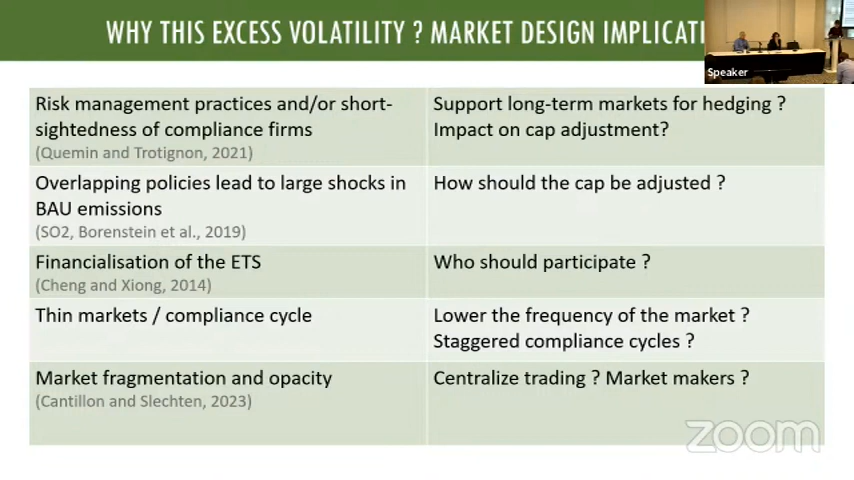 WHY THIS EXCESS VOLATILITY ? MARKET DESIGN
Speaker
Risk management practices and/or short-
sightedness of compliance firms
(Quemin and Trotignon, 2021)
Support long-term markets for hedging ?
Impact on cap adjustment?
Overlapping policies lead to large shocks in
BAU emissions
(SO2, Borenstein et al., 2019)
How should the cap be adjusted ?
Financialisation of the ETS
(Cheng and Xiong, 2014)
Who should participate ?
Thin markets / compliance cycle
Lower the frequency of the market ?
Staggered compliance cycles ?
Market fragmentation and opacity
(Cantillon and Slechten, 2023)
Centralize trading ? Market makers ?
zoom